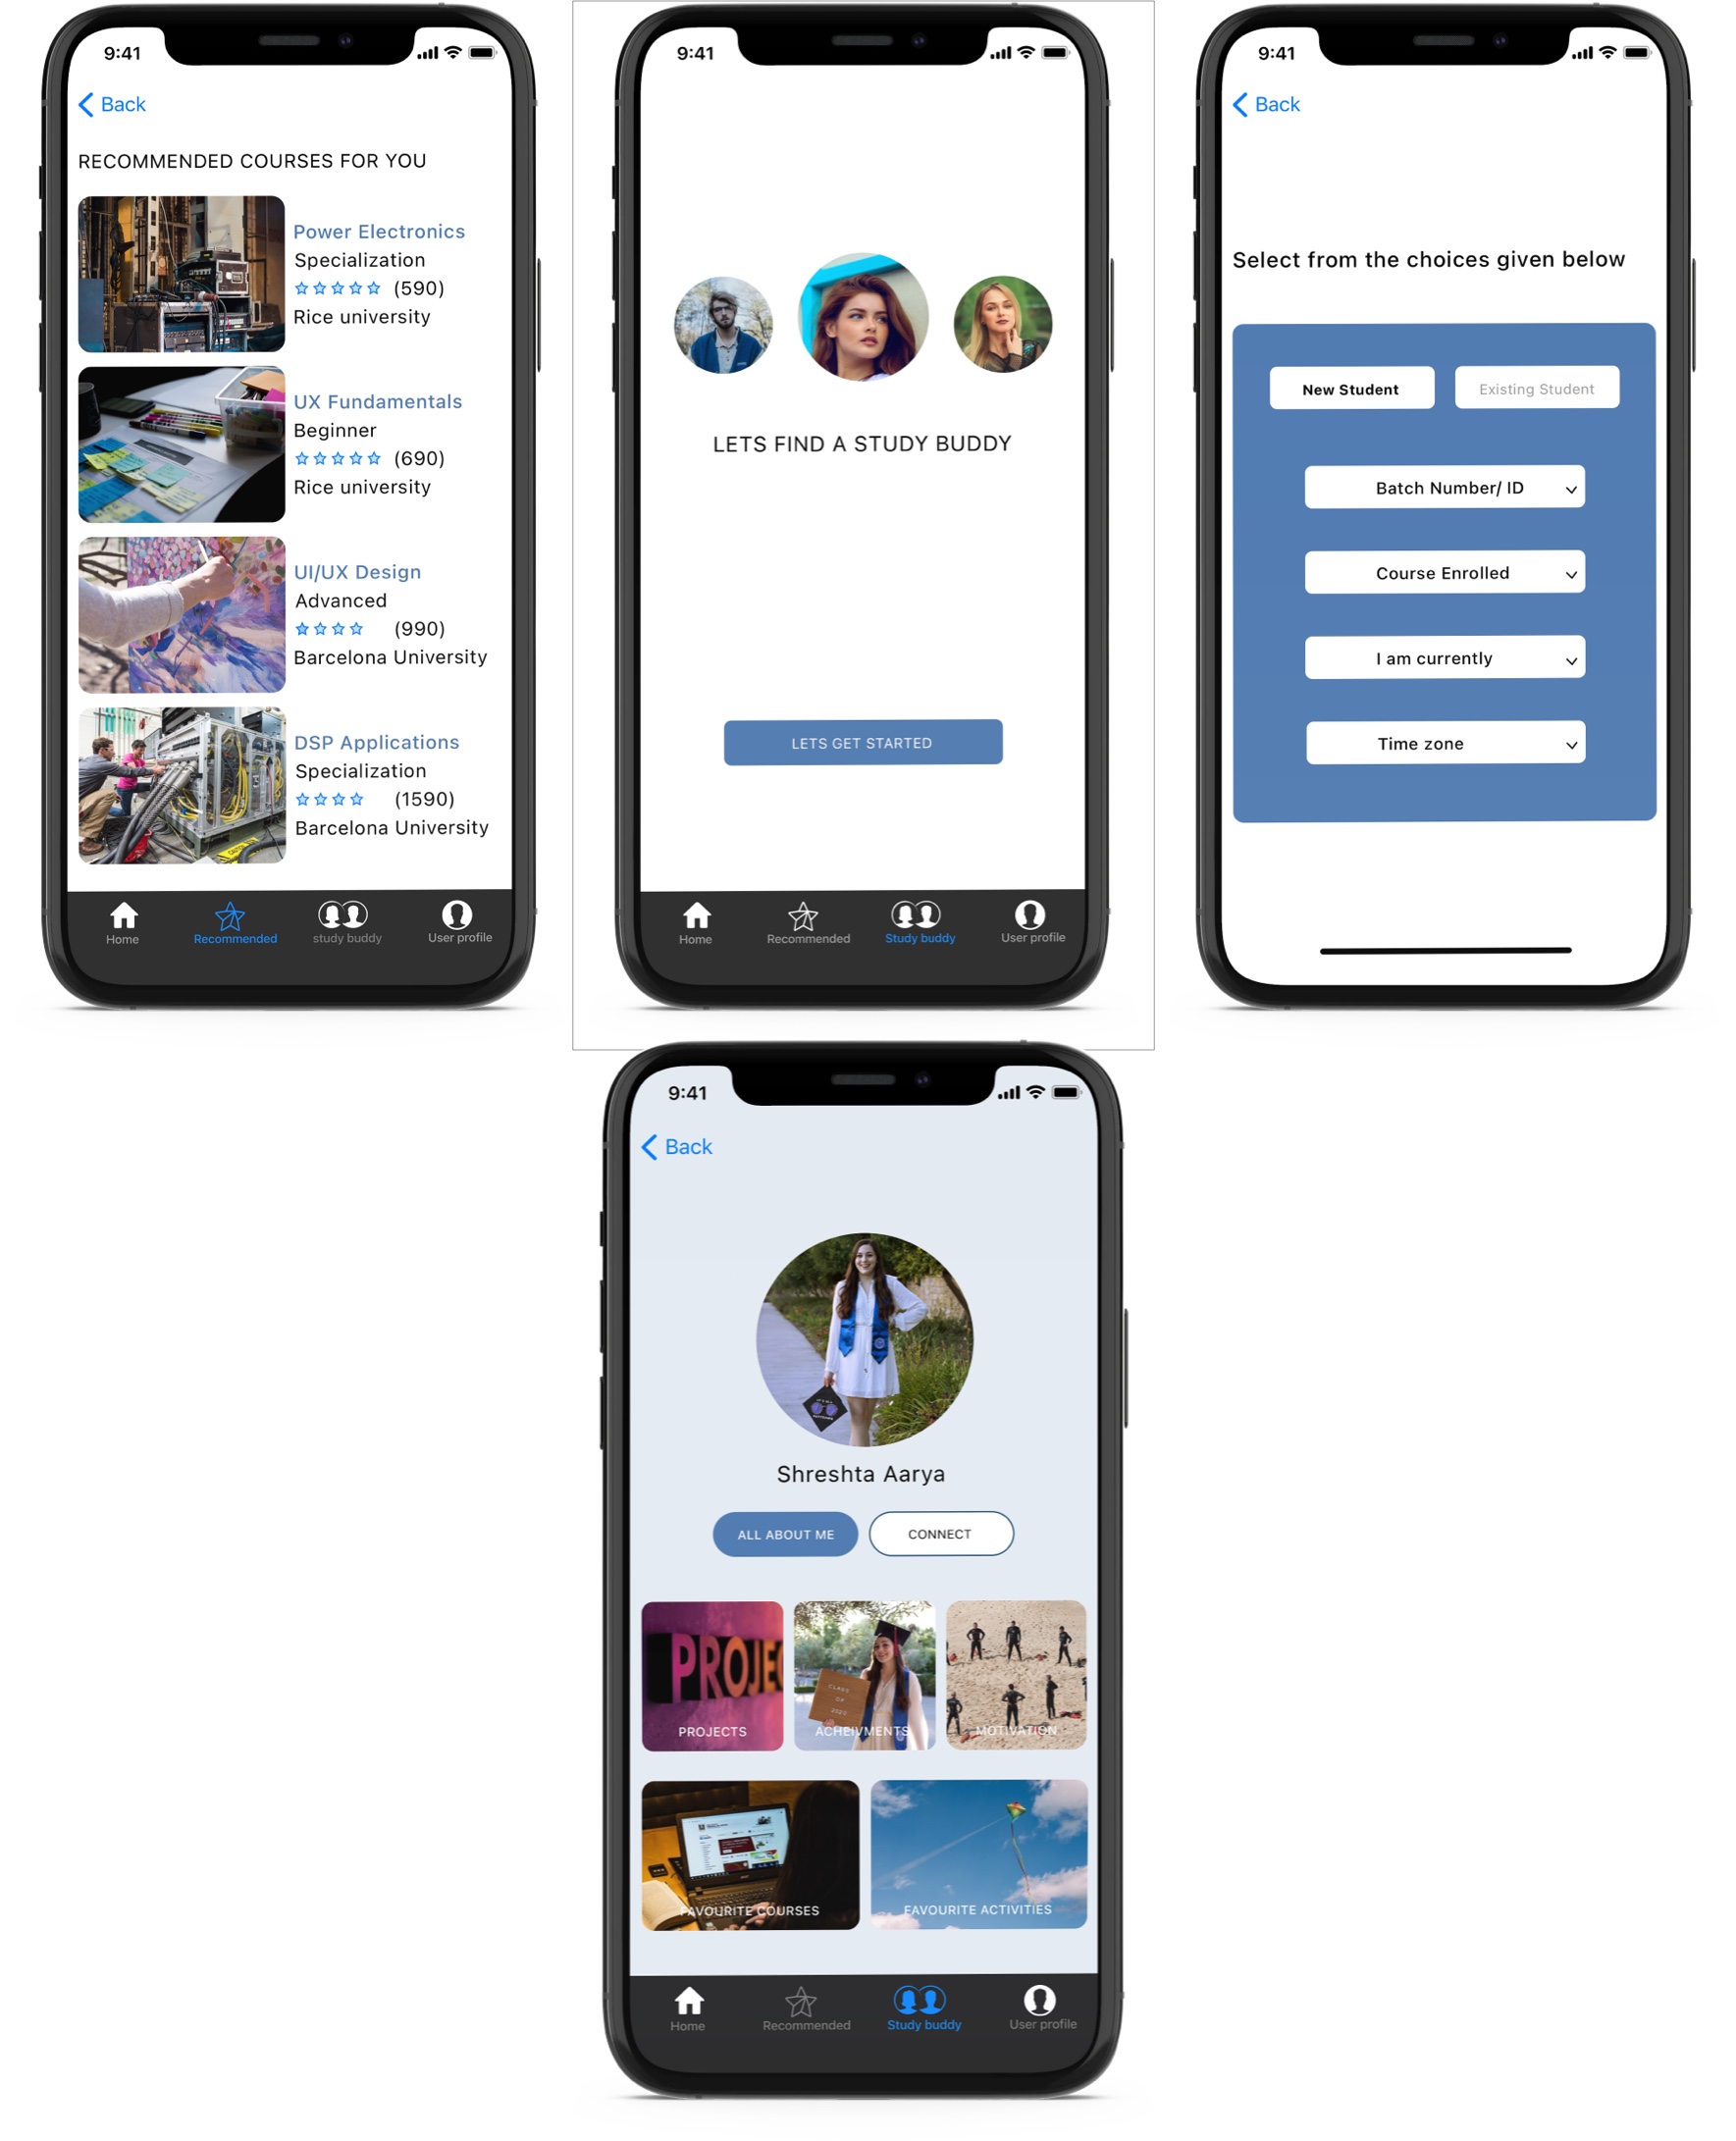 9:41
Back
RECOMMENDED COURSES FOR YOU
Power Electronics
Specialization
(590)
Rice university
UX Fundamentals
Beginner
(690)
Rice university
UI/UX Design
Advanced
(990)
Barcelona University
DSP Applications
Specialization
(1590)
Barcelona University
Home
Recommended
study buddy
User profile
9:41
LETS FIND A STUDY BUDDY
LETS GET STARTED
Home
Recommended
Study buddy
User profile
9:41
Back
Select from the choices given below
New Student
Existing Student
Batch Number/ ID
Course Enrolled
I am currently
Time zone
9:41
Back
Shreshta Aarya
ALL ABOUT ME
CONNECT
PROJEC
PROJECTS
CLASS
OF
ACHEIVMENTS
MOTIVATION
FAVOURITE COURSES
FAVOURITE ACTIVITIES
Home
Recommended
Study buddy
User profile